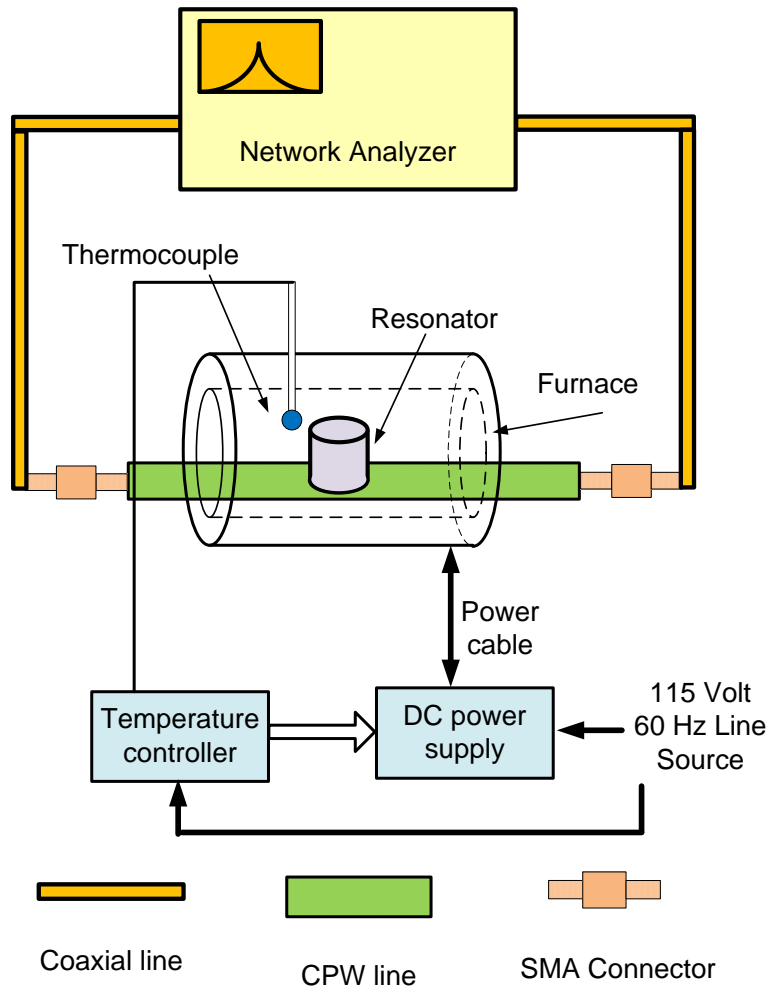 Network Analyzer
Thermocouple
Resonator
Furnace
Power
cable
Temperature
controller
DC power
supply
115 Volt
60 Hz Line
Source
Coaxial line
CPW line
SMA Connector